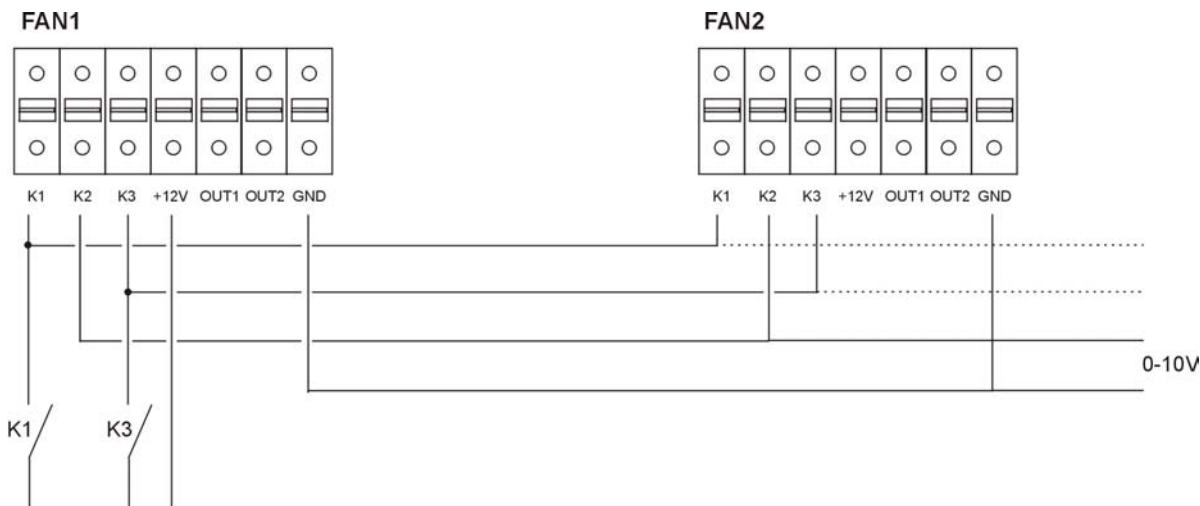 FAN1 FAN2
K1 K2 K3 +12V OUT1 OUT2 GND K1 K2 K3 +12V OUT1 OUT2 GND
0-10V
K1 K3